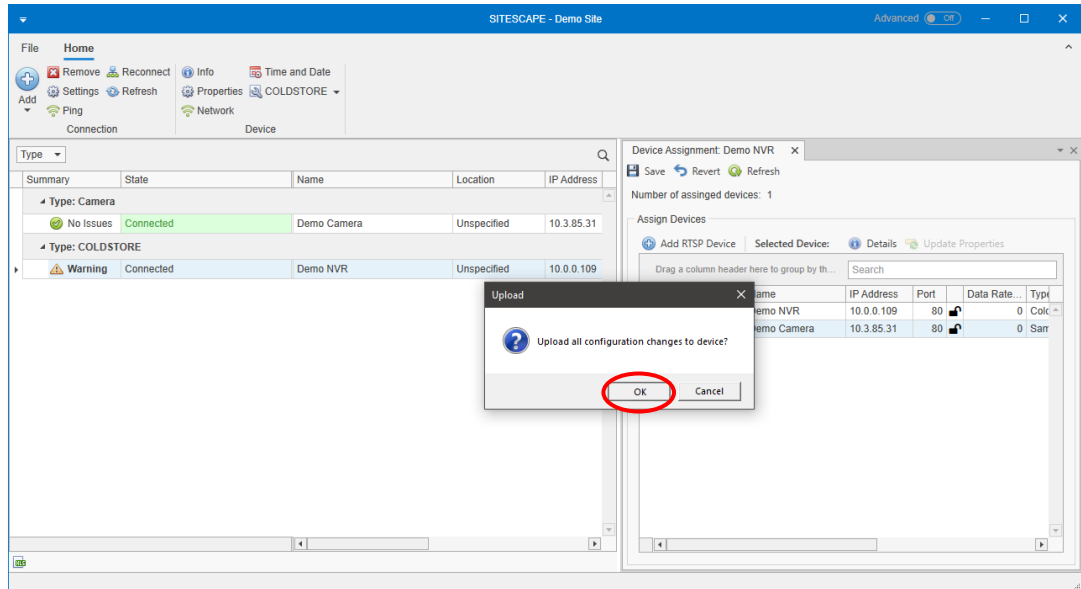 SITESCAPE - Demo Site
Advanced Off
File Home
Add
Remove Reconnect
Settings Refresh
Ping
Connection
Info Time and Date
Properties COLDSTORE
Network
Device
Type
Summary State Name Location IP Address
Type: Camera
No Issues Connected Demo Camera Unspecified 10.3.85.31
Type: COLDSTORE
Warning Connected Demo NVR Unspecified 10.0.0.109
Device Assignment: Demo NVR
Save Revert Refresh
Number of assinged devices: 1
Assign Devices
Add RTSP Device Selected Device: Details Update Properties
Drag a column header here to group by th... Search
ame IP Address Port Data Rate... Type
emo NVR 10.0.0.109 80 0 Cold
emo Camera 10.3.85.31 80 0 Sam
Upload
Upload all configuration changes to device?
OK Cancel